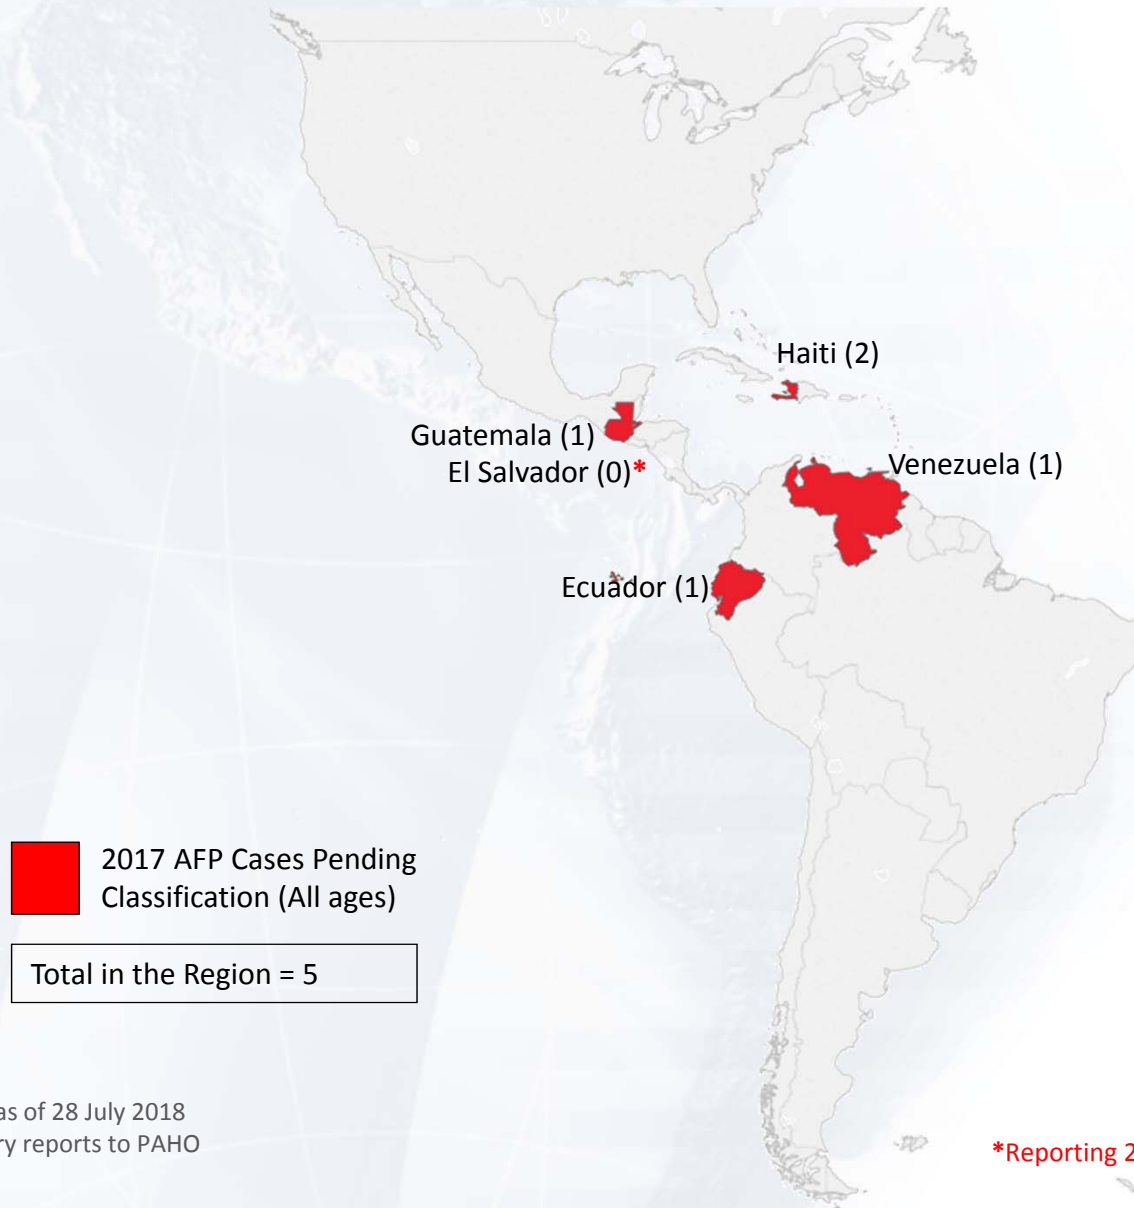 Haiti (2)
Guatemala (1)
El Salvador (0)*
Venezuela (1)
Ecuador (1)
2017 AFP Cases Pending
Classification (All ages)
Total in the Region = 5
as of 28 July 2018
ry reports to PAHO
*Reporting 2